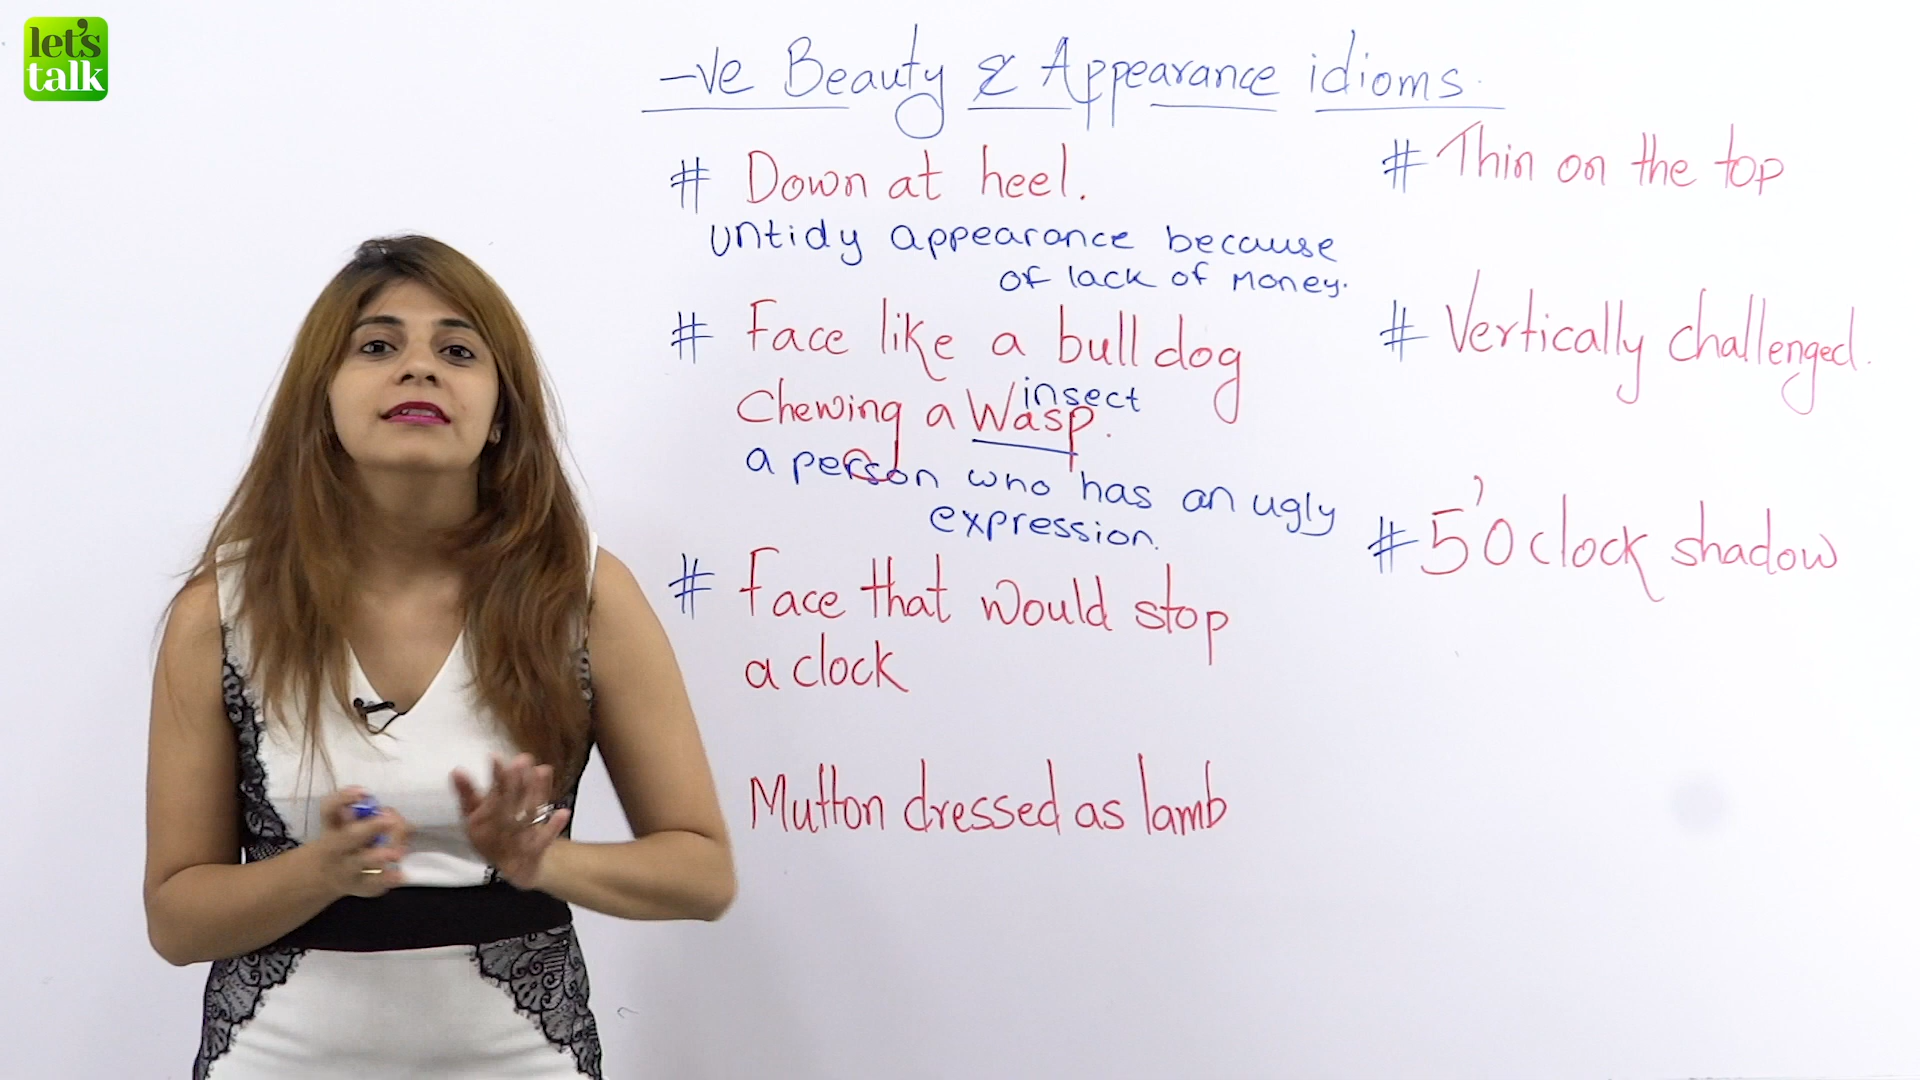 let's
talk
-ve Beauty & Appearance idioms.
# Down at heel.
untidy appearance because
of lack of money.
# Face like a bull dog
Chewing a Wasp.
insect
a person who has an ugly
expression.
# Face that would stop
a clock
Mutton dressed as lamb
# Thin on the top
# Vertically challenged.
# 5'O clock shadow